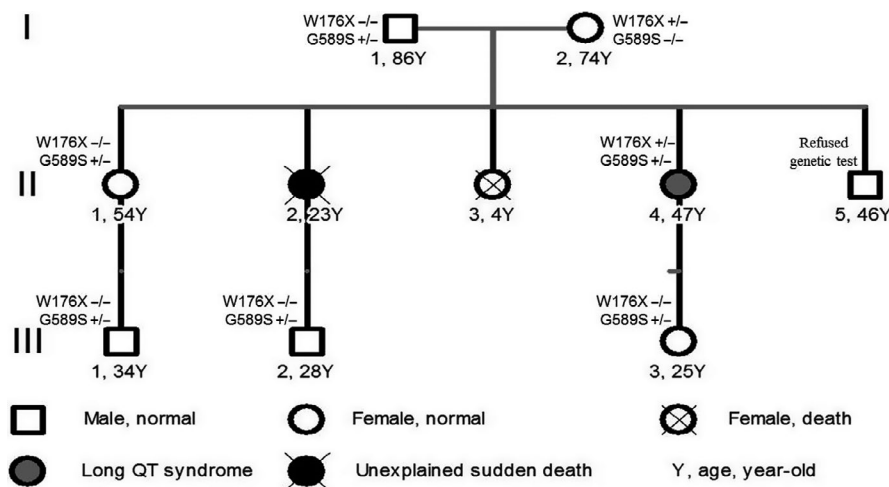 I
W176X –/–
G589S +/–
1, 86Y
W176X +/–
G589S –/–
2, 74Y
II
W176X –/–
G589S +/–
1, 54Y
2, 23Y
3, 4Y
W176X +/–
G589S +/–
4, 47Y
Refused
genetic test
5, 46Y
III
W176X –/–
G589S +/–
1, 34Y
W176X –/–
G589S +/–
2, 28Y
W176X –/–
G589S +/–
3, 25Y
Male, normal
Female, normal
Female, death
Long QT syndrome
Unexplained sudden death
Y, age, year-old